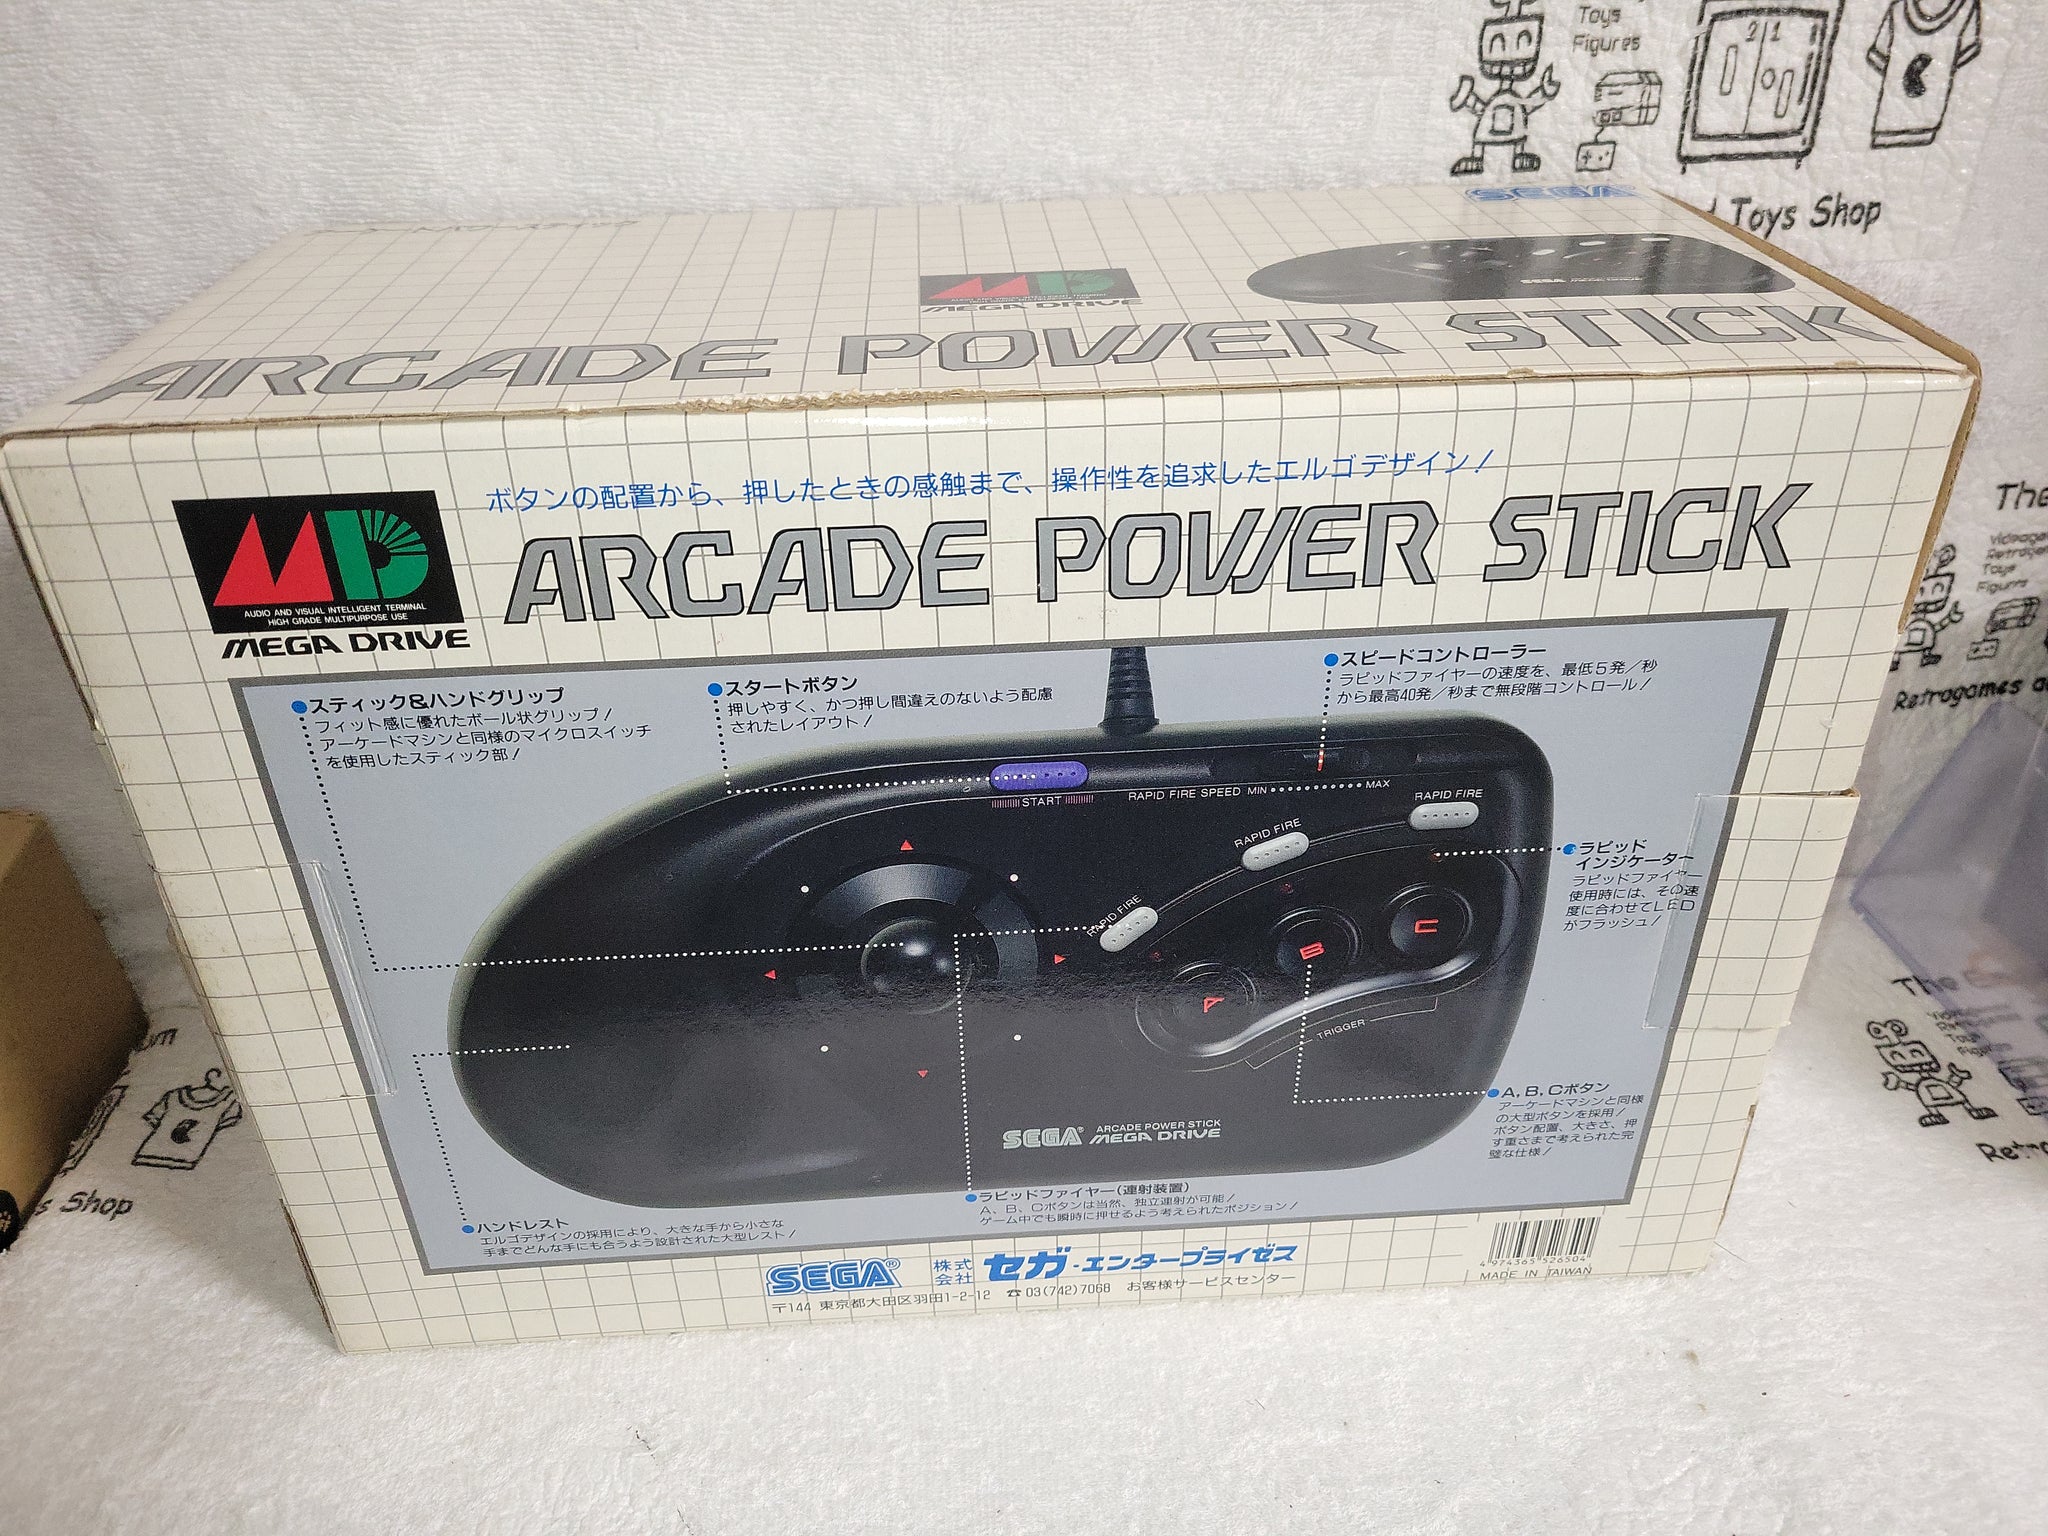 Toys
Figures
Toys Shop
SEGA
MD
MEGA DRIVE
ARCADE POWER STICK
SEGA
ボタンの配置から、押したときの感触まで、操作性を追求したエルゴデザイン!
MD
AUDIO AND VISUAL INTELLIGENT TERMINAL
HIGH GRADE MULTIPURPOSE USE
MEGA DRIVE
ARCADE POWER STICK
●スティック&ハンドグリップ
フィット感に優れたボール状グリップ!
アーケードマシンと同様のマイクロスイッチ
を使用したスティック部!
●スタートボタン
押しやすく、かつ押し間違えのないよう配慮
されたレイアウト!
●スピードコントローラー
ラピッドファイヤーの速度を、最低5発/秒
から最高40発/秒まで無段階コントロール!
START
RAPID FIRE SPEED MIN MAX
RAPID FIRE
RAPID FIRE
RAPID FIRE
●ラピッド
インジケーター
ラピッドファイヤー
使用時には、その速
度に合わせてLED
がフラッシュ!
A
B
C
TRIGGER
SEGA® ARCADE POWER STICK
MEGA DRIVE
●A, B, Cボタン
アーケードマシンと同様
の大型ボタンを採用!
ボタン配置、大きさ、押
す重さまで考えられた完
璧な仕様!
●ラピッドファイヤー(連射装置)
A、B、Cボタンは当然、独立連射が可能!
ゲーム中でも瞬時に押せるよう考えられたポジション!
●ハンドレスト
エルゴデザインの採用により、大きな手から小さな
手までどんな手にも合うよう設計された大型レスト!
SEGA® 株式会社 セガ・エンタープライゼス
〒144 東京都大田区羽田1-2-12 ☎03(742)7068 お客様サービスセンター
4 974365 526504
MADE IN TAIWAN
The
Retrogames
Toys
Figures
Retrogames
The
Shop